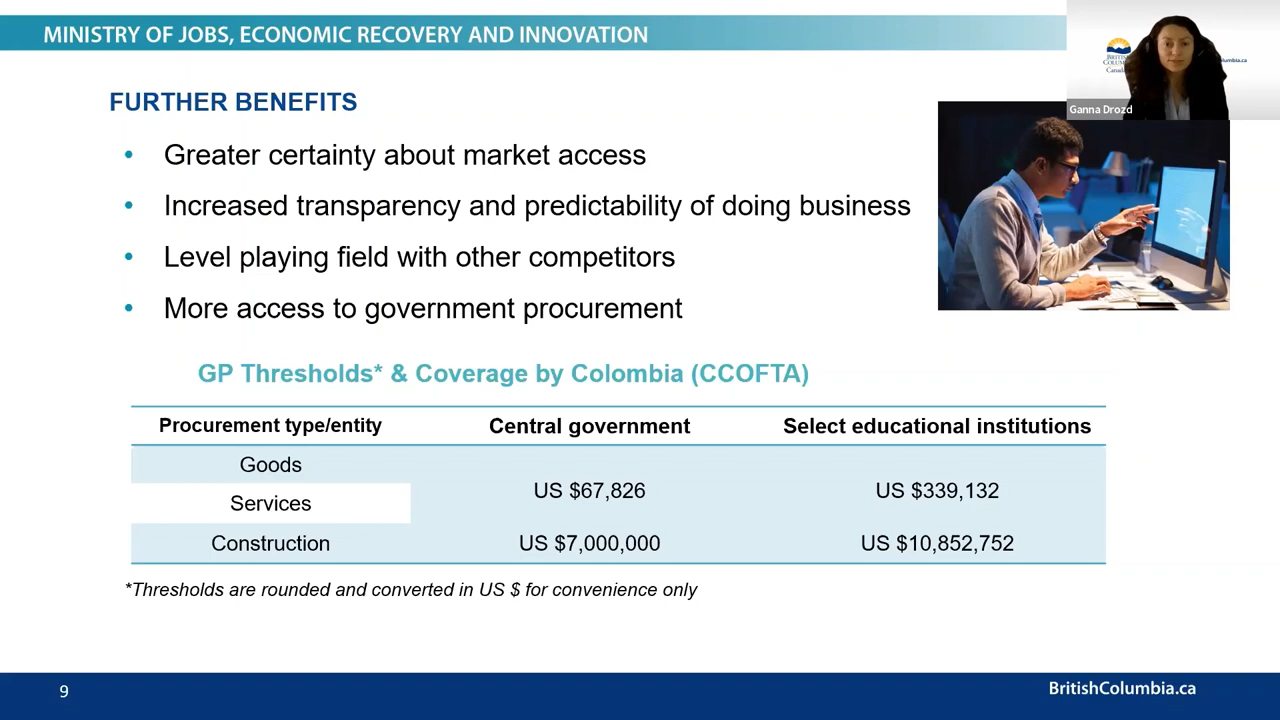 MINISTRY OF JOBS, ECONOMIC RECOVERY AND INNOVATION
BRITISH
Canada
Ganna Drozd
FURTHER BENEFITS
• Greater certainty about market access
• Increased transparency and predictability of doing business
• Level playing field with other competitors
• More access to government procurement
GP Thresholds* & Coverage by Colombia (CCOFTA)
Procurement type/entity Central government Select educational institutions
Goods
US $67,826 US $339,132
Services
Construction US $7,000,000 US $10,852,752
*Thresholds are rounded and converted in US $ for convenience only
9
BritishColumbia.ca